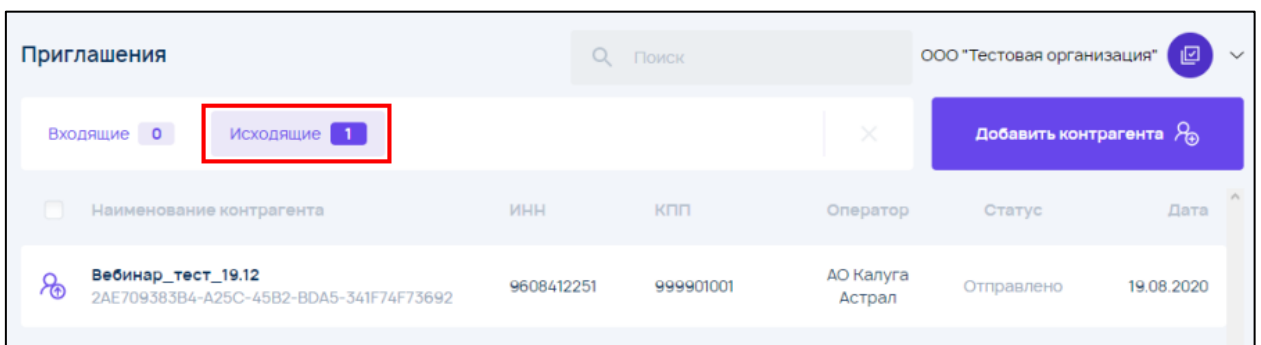 Приглашения
Поиск
ООО "Тестовая организация"
Входящие 0
Исходящие 1
Добавить контрагента
Наименование контрагента ИНН КПП Оператор Статус Дата
Вебинар_тест_19.12
2AE709383B4-A25C-45B2-BDA5-341F74F73692
9608412251 999901001
АО Калуга
Астрал
Отправлено 19.08.2020